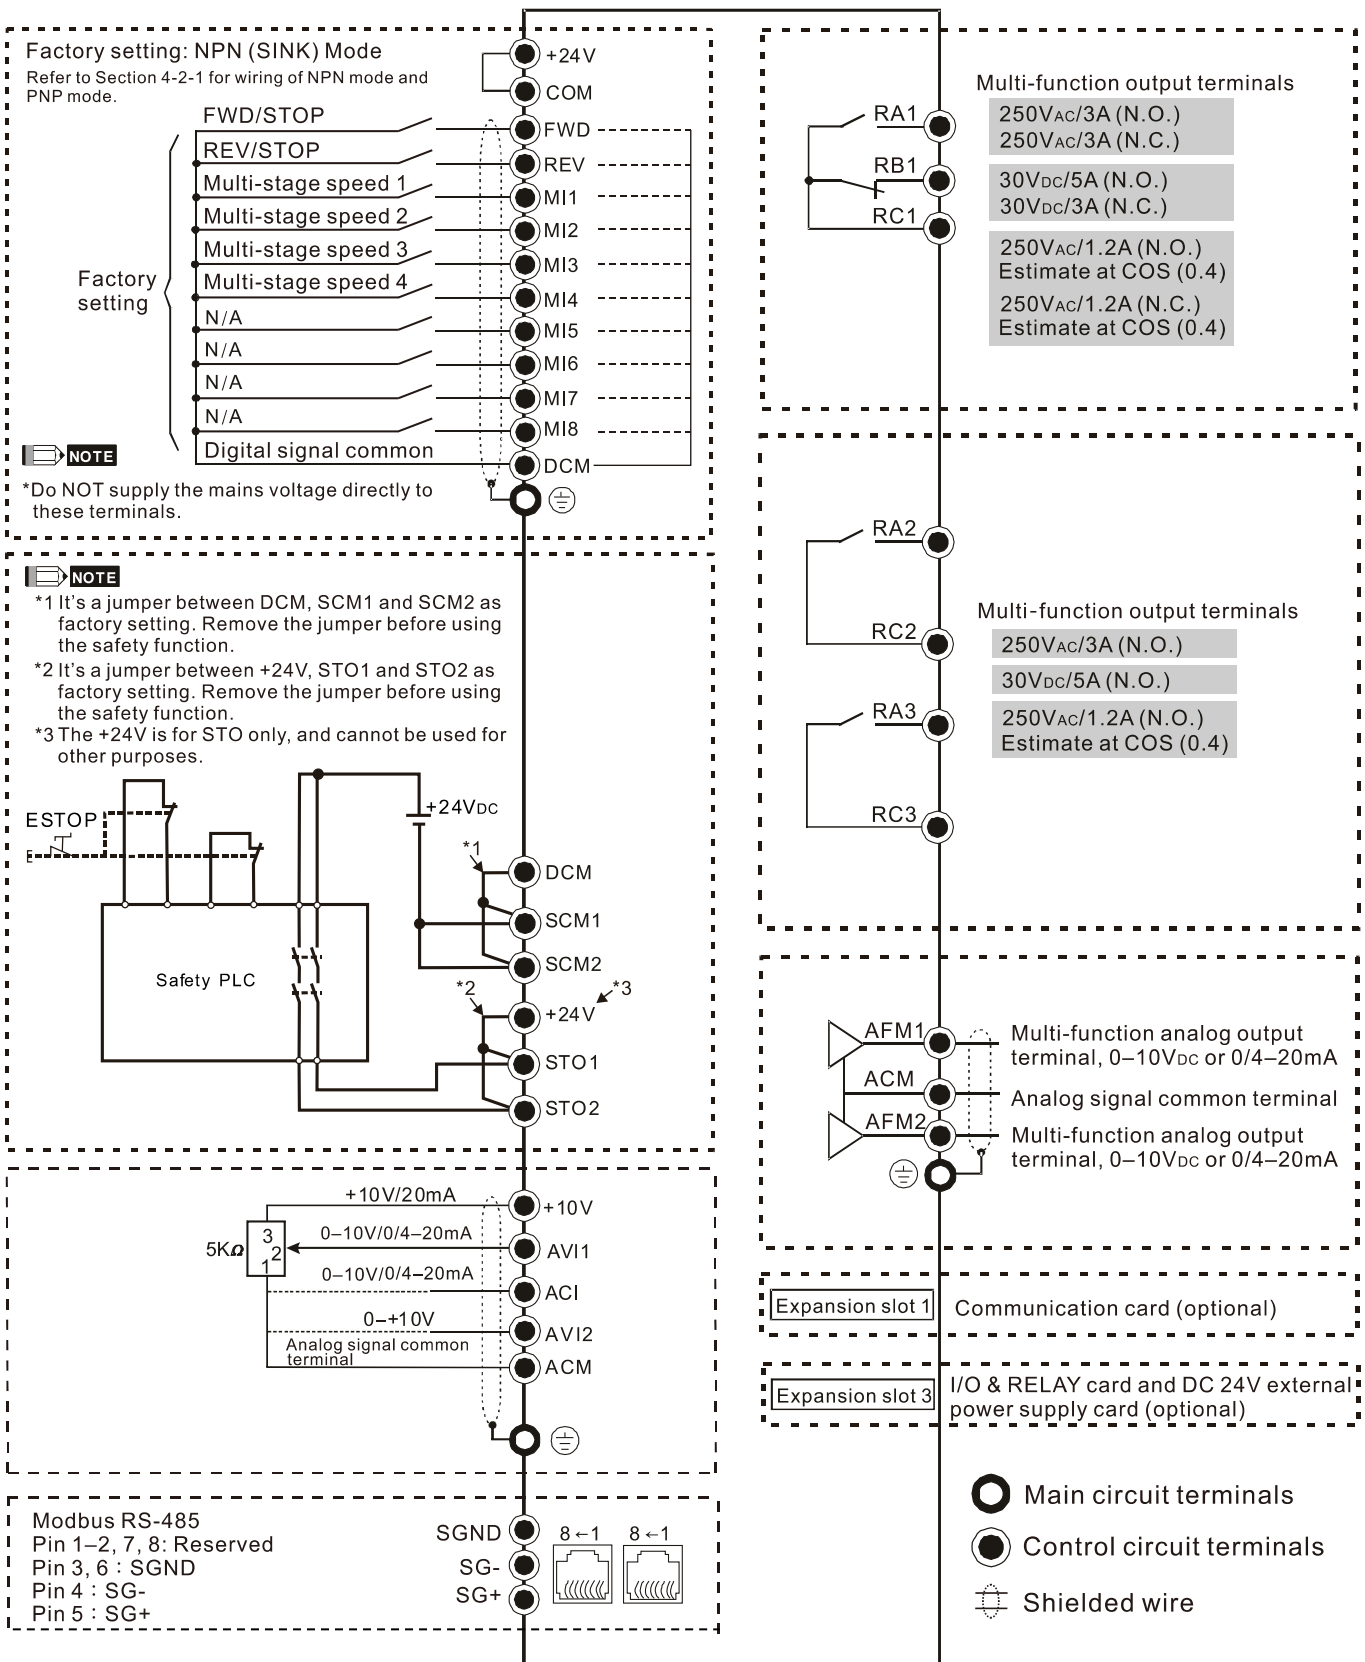 Factory setting: NPN (SINK) Mode
Refer to Section 4-2-1 for wiring of NPN mode and
PNP mode.
+24V
COM
FWD/STOP
FWD
REV/STOP
REV
Multi-stage speed 1
MI1
Multi-stage speed 2
MI2
Multi-stage speed 3
MI3
Multi-stage speed 4
MI4
Factory
setting
N/A
MI5
N/A
MI6
N/A
MI7
N/A
MI8
Digital signal common
DCM
NOTE
*Do NOT supply the mains voltage directly to
these terminals.
NOTE
*1 It's a jumper between DCM, SCM1 and SCM2 as
factory setting. Remove the jumper before using
the safety function.
*2 It's a jumper between +24V, STO1 and STO2 as
factory setting. Remove the jumper before using
the safety function.
*3 The +24V is for STO only, and cannot be used for
other purposes.
ESTOP
+24VDC
*1
DCM
SCM1
SCM2
Safety PLC
*2
*3
+24V
STO1
STO2
+10V/20mA
+10V
5KΩ
3
2
1
0–10V/0/4–20mA
AVI1
0–10V/0/4–20mA
ACI
0–+10V
AVI2
Analog signal common
terminal
ACM
Modbus RS-485
Pin 1–2, 7, 8: Reserved
Pin 3, 6 : SGND
Pin 4 : SG-
Pin 5 : SG+
SGND
SG-
SG+
8←1
8←1
Multi-function output terminals
RA1
RB1
RC1
250VAC/3A (N.O.)
250VAC/3A (N.C.)
30VDC/5A (N.O.)
30VDC/3A (N.C.)
250VAC/1.2A (N.O.)
Estimate at COS (0.4)
250VAC/1.2A (N.C.)
Estimate at COS (0.4)
RA2
RC2
RA3
RC3
Multi-function output terminals
250VAC/3A (N.O.)
30VDC/5A (N.O.)
250VAC/1.2A (N.O.)
Estimate at COS (0.4)
AFM1
Multi-function analog output
terminal, 0–10VDC or 0/4–20mA
ACM
Analog signal common terminal
AFM2
Multi-function analog output
terminal, 0–10VDC or 0/4–20mA
Expansion slot 1
Communication card (optional)
Expansion slot 3
I/O & RELAY card and DC 24V external
power supply card (optional)
Main circuit terminals
Control circuit terminals
Shielded wire